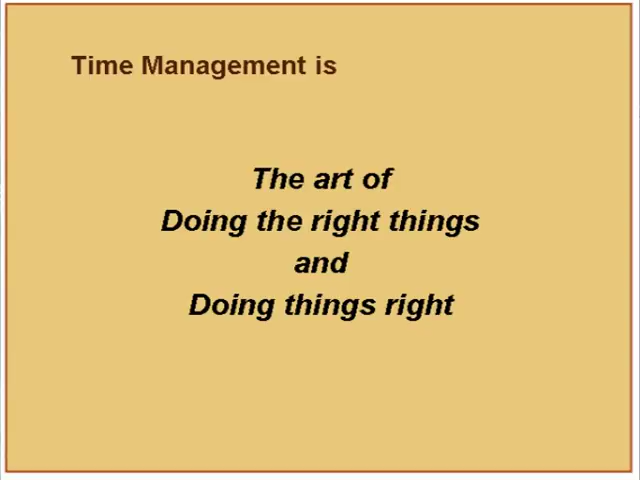 Time Management is
The art of
Doing the right things
and
Doing things right